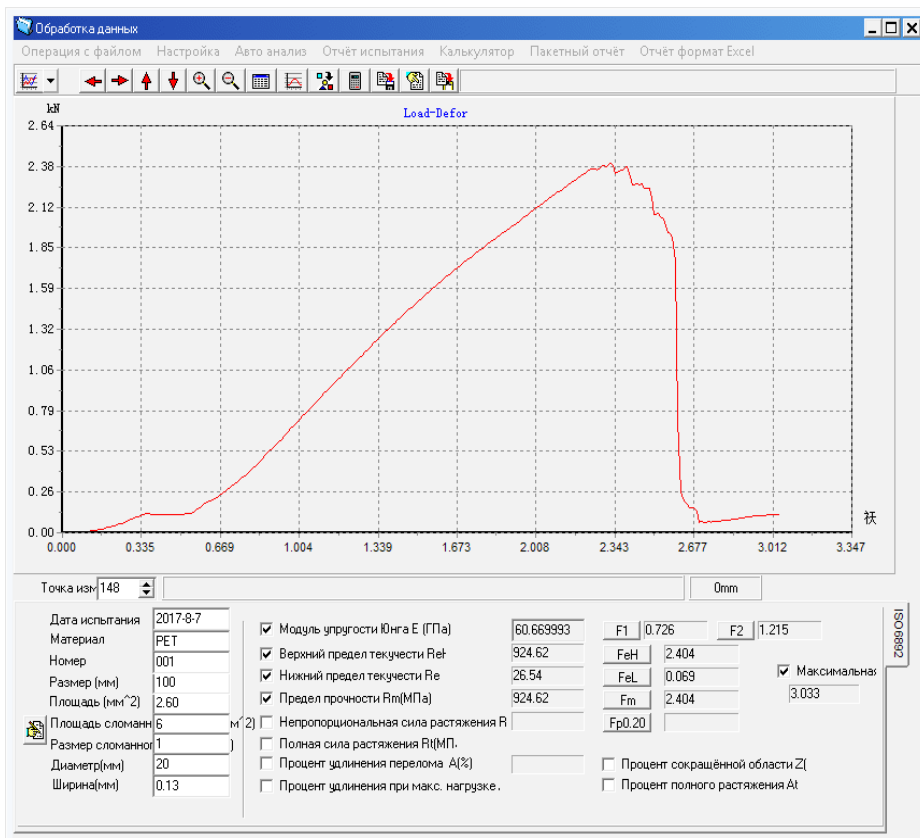 Обработка данных
Операция с файлом Настройка Авто анализ Отчёт испытания Калькулятор Пакетный отчёт Отчёт формат Excel
kN
Load-Defor
2.64
2.38
2.12
1.85
1.59
1.32
1.06
0.79
0.53
0.26
0.00
0.000 0.335 0.669 1.004 1.339 1.673 2.008 2.343 2.677 3.012 3.347
祆
Точка изм 148
0mm
Дата испытания 2017-8-7
Материал PET
Номер 001
Размер (мм) 100
Площадь (мм^2) 2.60
Площадь сломанн 6 м^2)
Размер сломанног 1 )
Диаметр(мм) 20
Ширина(мм) 0.13
Модуль упругости Юнга E (ГПа) 60.669993
Верхний предел текучести ReH 924.62
Нижний предел текучести Re 26.54
Предел прочности Rm(МПа) 924.62
Непропорциональная сила растяжения R
Полная сила растяжения Rt(МП.
Процент удлинения перелома A(%)
Процент удлинения при макс. нагрузке .
F1 0.726 F2 1.215
FeH 2.404
FeL 0.069
Fm 2.404
Fp0.20
Максимальная
3.033
Процент сокращённой области Z(
Процент полного растяжения At
ISO 6892